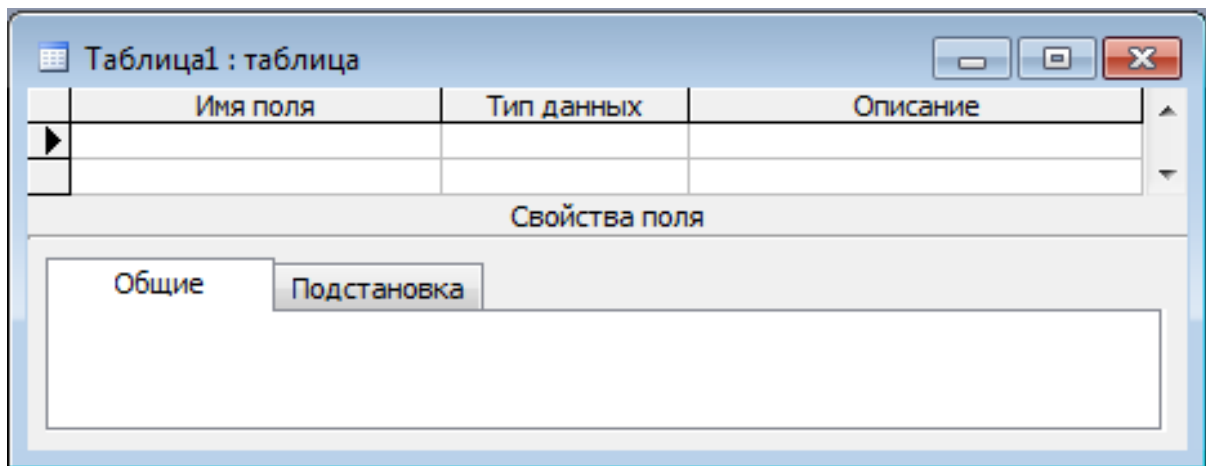 Таблица1 : таблица
Имя поля Тип данных Описание
Свойства поля
Общие Подстановка